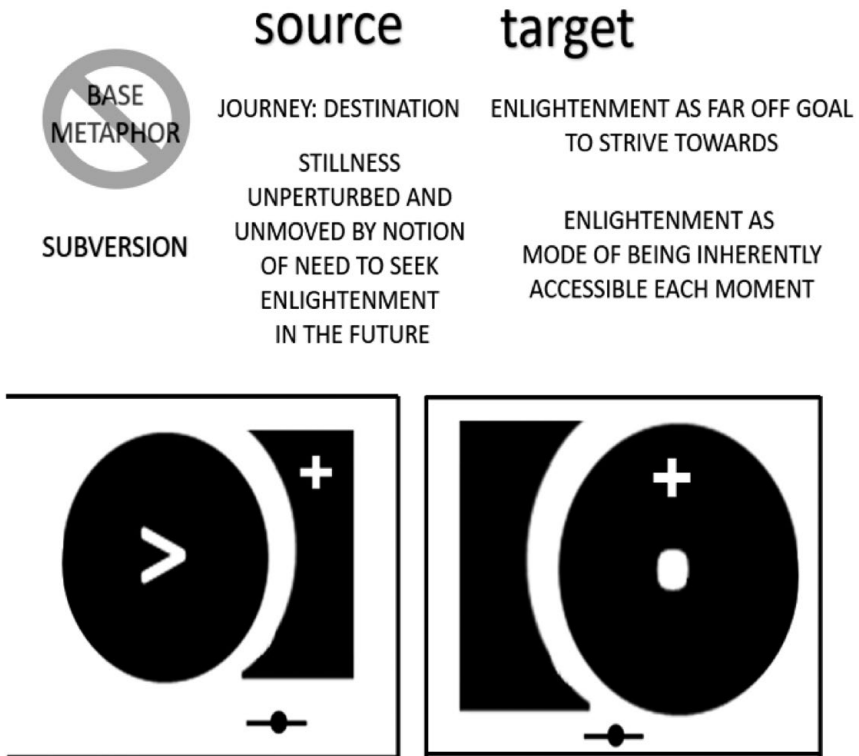 source target
BASE
METAPHOR
JOURNEY: DESTINATION
ENLIGHTENMENT AS FAR OFF GOAL
TO STRIVE TOWARDS
SUBVERSION
STILLNESS
UNPERTURBED AND
UNMOVED BY NOTION
OF NEED TO SEEK
ENLIGHTENMENT
IN THE FUTURE
ENLIGHTENMENT AS
MODE OF BEING INHERENTLY
ACCESSIBLE EACH MOMENT
>
+
+